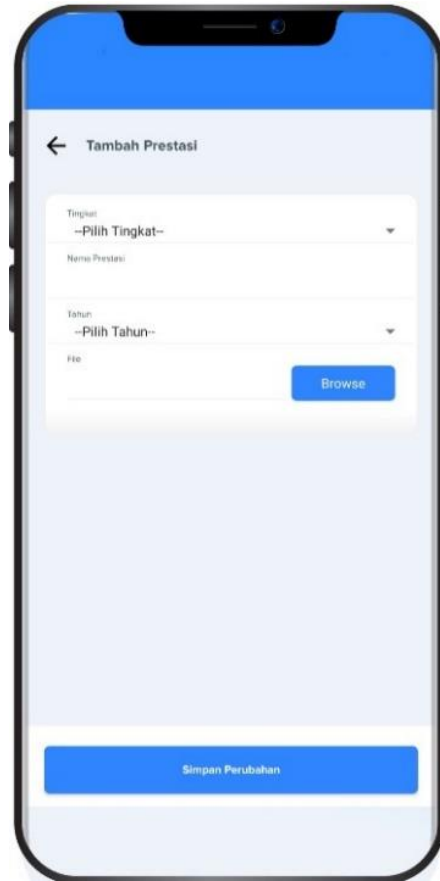 Tambah Prestasi
Tingkat
--Pilih Tingkat--
Nama Prestasi
Tahun
--Pilih Tahun--
File
Browse
Simpan Perubahan